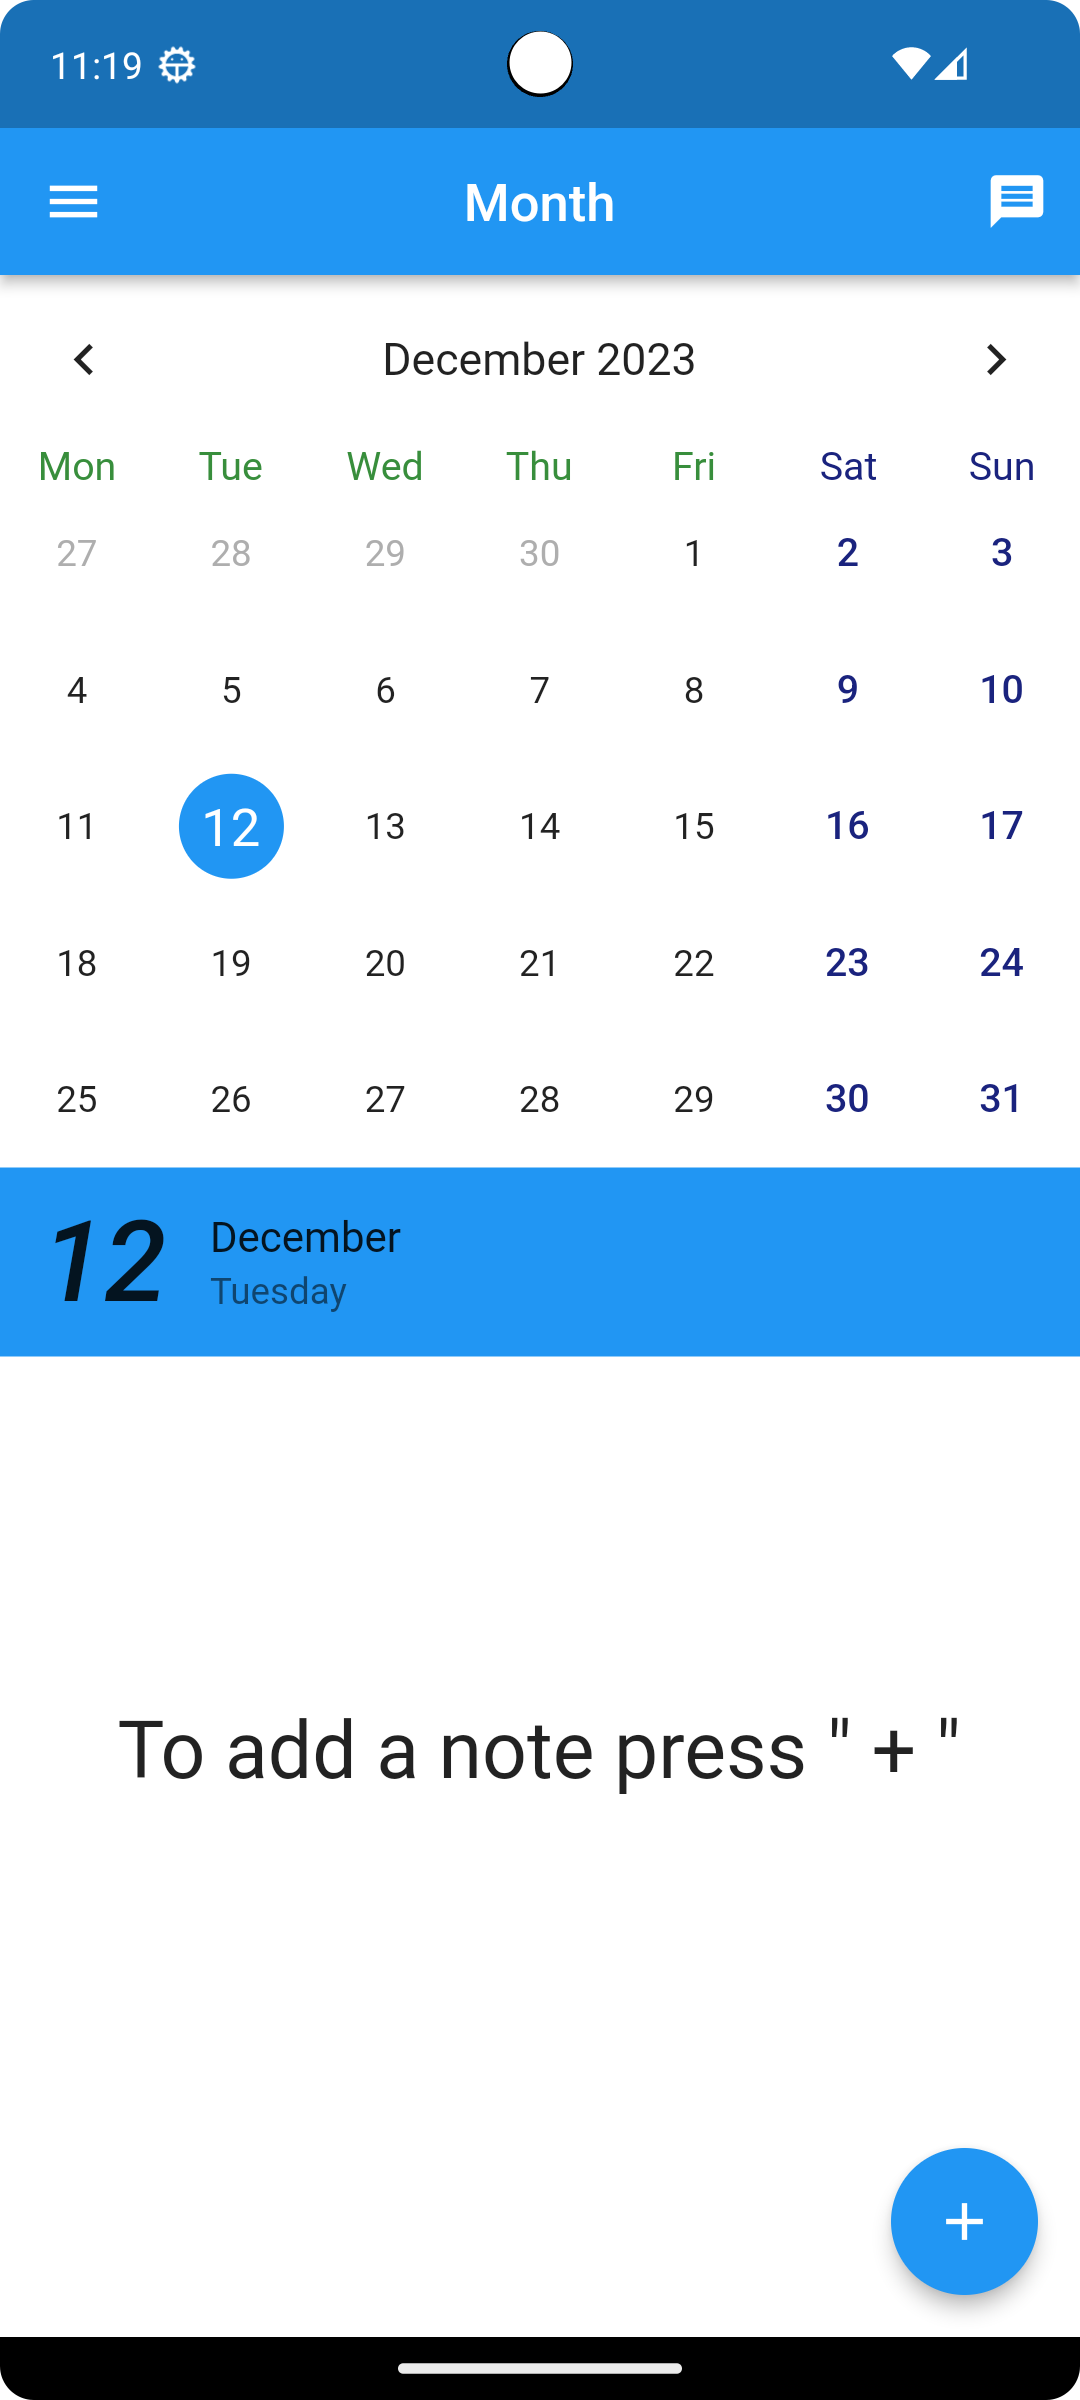 11:19
Month
December 2023
Mon Tue Wed Thu Fri Sat Sun
27 28 29 30 1 2 3
4 5 6 7 8 9 10
11 12 13 14 15 16 17
18 19 20 21 22 23 24
25 26 27 28 29 30 31
12 December
Tuesday
To add a note press " + "